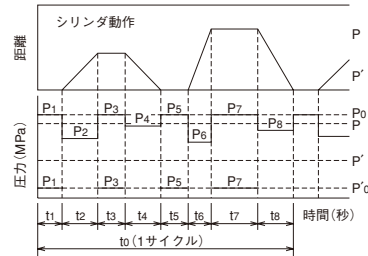 シリンダ動作
距離
P
P′
圧力(MPa)
P1 P3 P5 P7 P0
P4 P8 P
P2 P6
P′
P1 P3 P5 P7 P′0
t1 t2 t3 t4 t5 t6 t7 t8 時間(秒)
t0(1サイクル)